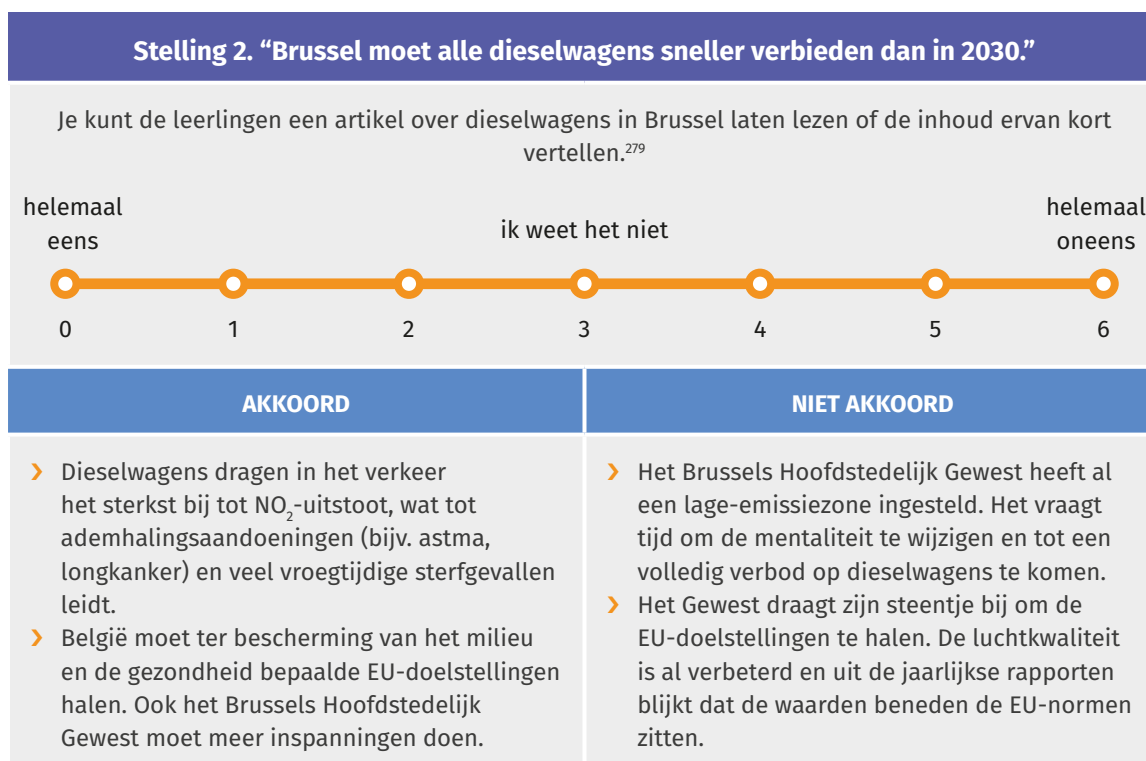 Stelling 2. “Brussel moet alle dieselwagens sneller verbieden dan in 2030.”
Je kunt de leerlingen een artikel over dieselwagens in Brussel laten lezen of de inhoud ervan kort
vertellen.²⁷⁹
helemaal
eens
ik weet het niet
helemaal
oneens
0 1 2 3 4 5 6
AKKOORD
› Dieselwagens dragen in het verkeer
het sterkst bij tot NO₂-uitstoot, wat tot
ademhalingsaandoeningen (bijv. astma,
longkanker) en veel vroegtijdige sterfgevallen
leidt.
› België moet ter bescherming van het milieu
en de gezondheid bepaalde EU-doelstellingen
halen. Ook het Brussels Hoofdstedelijk
Gewest moet meer inspanningen doen.
NIET AKKOORD
› Het Brussels Hoofdstedelijk Gewest heeft al
een lage-emissiezone ingesteld. Het vraagt
tijd om de mentaliteit te wijzigen en tot een
volledig verbod op dieselwagens te komen.
› Het Gewest draagt zijn steentje bij om de
EU-doelstellingen te halen. De luchtkwaliteit
is al verbeterd en uit de jaarlijkse rapporten
blijkt dat de waarden beneden de EU-normen
zitten.